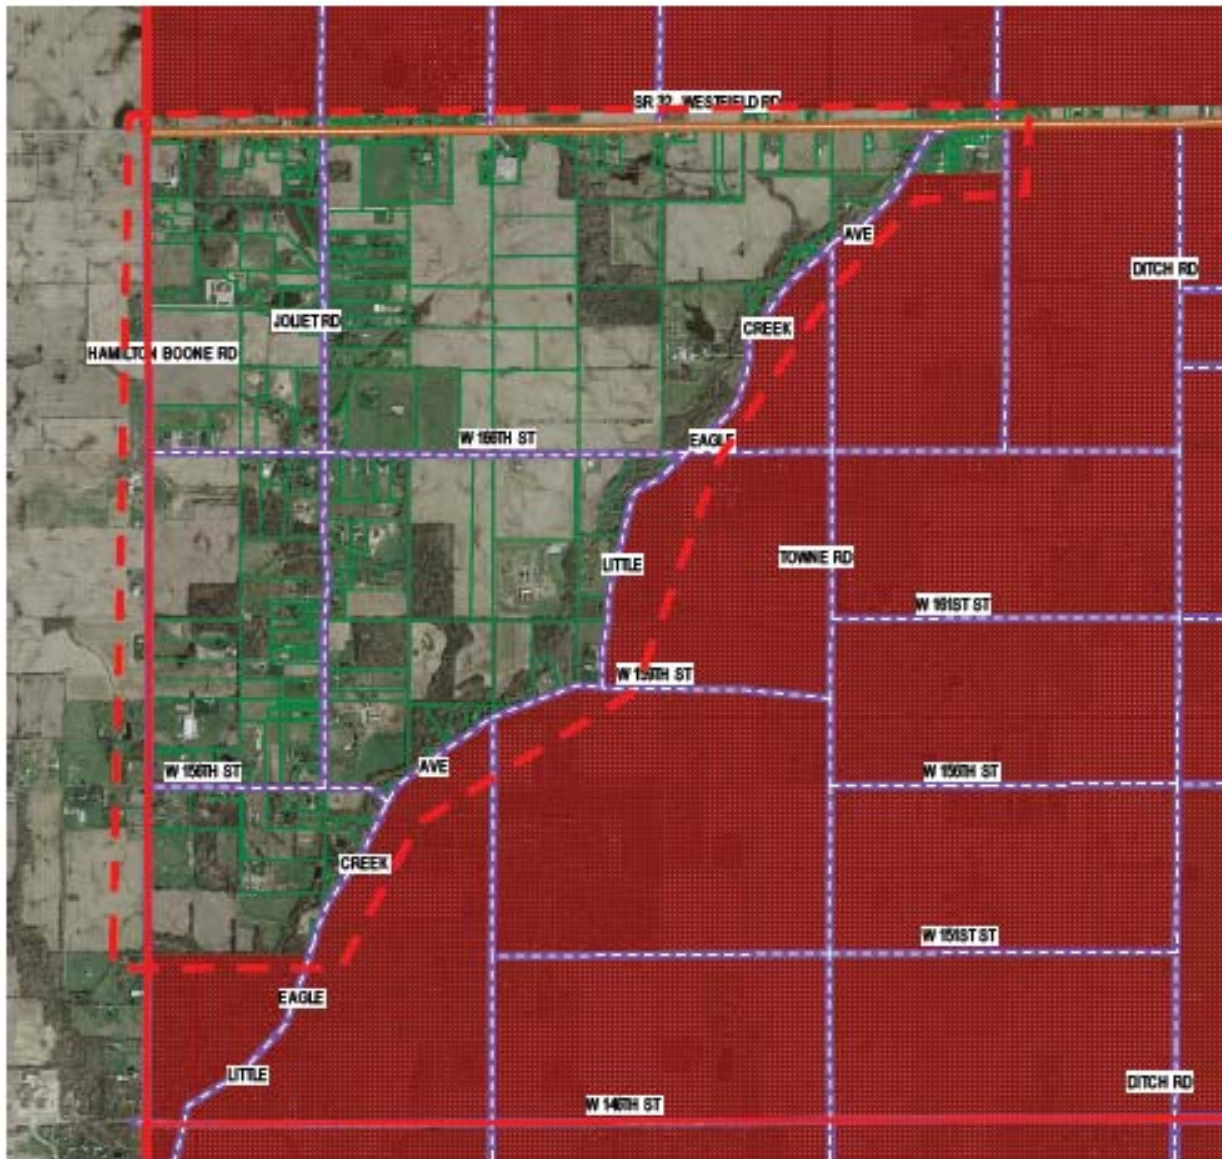 SR 32 WESTFIELD RD
AVE
DITCH RD
JOLIET RD
CREEK
HAMILTON BOONE RD
W 166TH ST
EAGLE
LITTLE
TOWNE RD
W 161ST ST
W 159TH ST
AVE
W 156TH ST
W 156TH ST
CREEK
W 151ST ST
EAGLE
LITTLE
DITCH RD
W 146TH ST